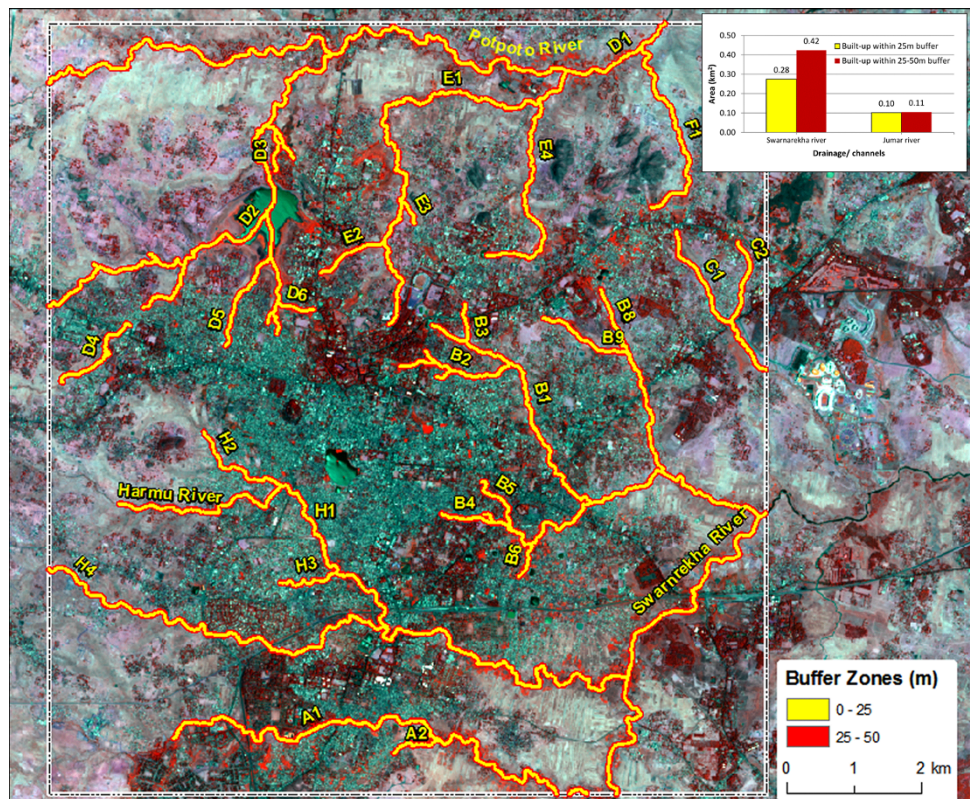 Potpoto River
D1
E1
F1
D3
E4
D2
E3
E2
C1
C2
D6
D5
D4
B3
B8
B9
B2
B1
H2
Harmu River
H1
B5
B4
B6
H3
H4
Swarnrekha River
A1
A2
0.50
0.40
0.30
0.20
0.10
0.00
Area (km²)
0.28
0.42
0.10
0.11
Built-up within 25m buffer
Built-up within 25-50m buffer
Swarnarekha river
Jumar river
Drainage/ channels
Buffer Zones (m)
0 - 25
25 - 50
0 1 2 km